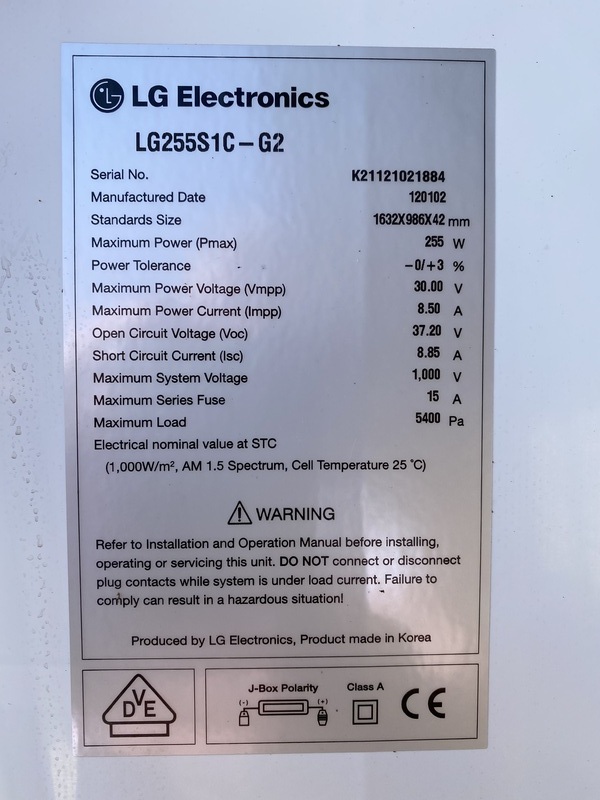 LG Electronics
LG255S1C-G2
Serial No. K21121021884
Manufactured Date 120102
Standards Size 1632X986X42 mm
Maximum Power (Pmax) 255 W
Power Tolerance -0/+3 %
Maximum Power Voltage (Vmpp) 30.00 V
Maximum Power Current (Impp) 8.50 A
Open Circuit Voltage (Voc) 37.20 V
Short Circuit Current (Isc) 8.85 A
Maximum System Voltage 1,000 V
Maximum Series Fuse 15 A
Maximum Load 5400 Pa
Electrical nominal value at STC
(1,000W/m², AM 1.5 Spectrum, Cell Temperature 25 °C)
WARNING
Refer to Installation and Operation Manual before installing,
operating or servicing this unit. DO NOT connect or disconnect
plug contacts while system is under load current. Failure to
comply can result in a hazardous situation!
Produced by LG Electronics, Product made in Korea
DVE
J-Box Polarity Class A CE
(-) (+)